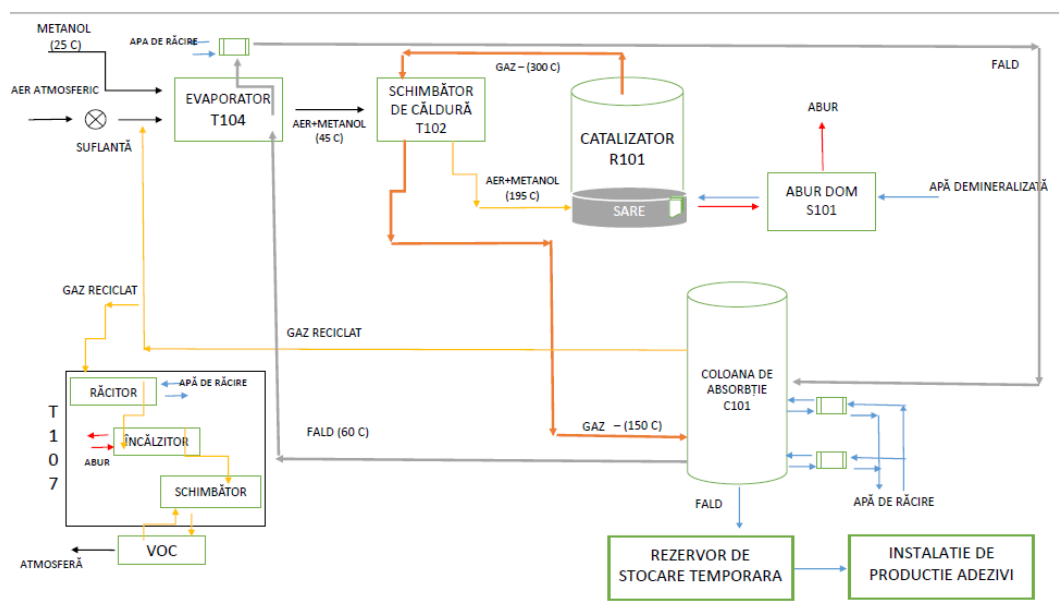 METANOL
(25 C)
APA DE RĂCIRE
AER ATMOSFERIC
SUFLANTĂ
EVAPORATOR
T104
AER+METANOL
(45 C)
SCHIMBĂTOR
DE CĂLDURĂ
T102
GAZ – (300 C)
AER+METANOL
(195 C)
CATALIZATOR
R101
SARE
ABUR
ABUR DOM
S101
APĂ DEMINERALIZATĂ
FALD
GAZ RECICLAT
GAZ RECICLAT
COLOANA DE
ABSORBȚIE
C101
T
1
0
7
RĂCITOR
APĂ DE RĂCIRE
ÎNCĂLZITOR
ABUR
SCHIMBĂTOR
VOC
ATMOSFERĂ
FALD (60 C)
GAZ – (150 C)
APĂ DE RĂCIRE
FALD
REZERVOR DE
STOCARE TEMPORARA
INSTALATIE DE
PRODUCTIE ADEZIVI